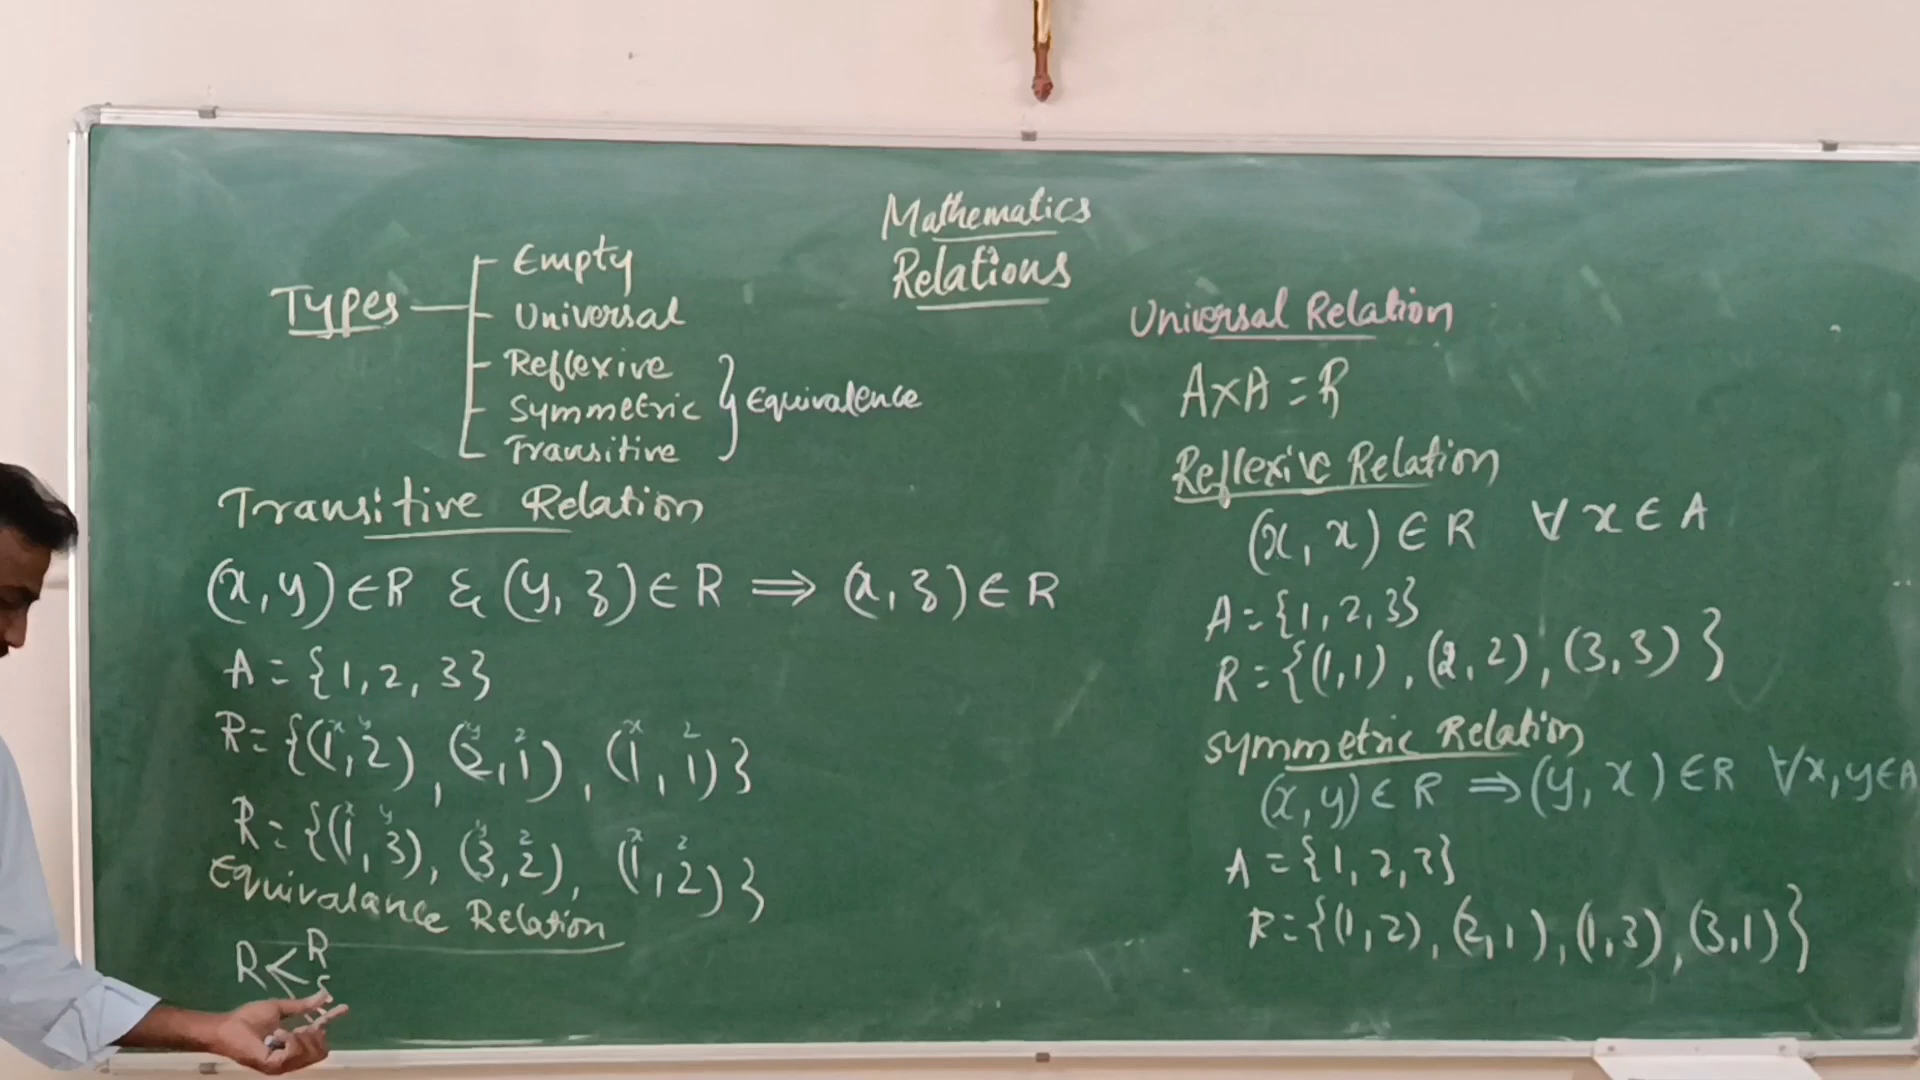 Mathematics
Relations
Types
Empty
Universal
Reflexive
Symmetric
Transitive
Equivalence
Transitive Relation
(x, y) ∈ R & (y, z) ∈ R ⟹ (x, z) ∈ R
A = {1, 2, 3}
R = {(1, 2), (2, 1), (1, 1)}
x y y z x z
R = {(1, 3), (3, 2), (1, 2)}
x y y z x z
Equivalance Relation
R < R
S
Universal Relation
A×A = R
Reflexive Relation
(x, x) ∈ R ∀ x ∈ A
A = {1, 2, 3}
R = {(1, 1), (2, 2), (3, 3)}
Symmetric Relation
(x, y) ∈ R ⟹ (y, x) ∈ R ∀x, y ∈ A
A = {1, 2, 3}
R = {(1, 2), (2, 1), (1, 3), (3, 1)}